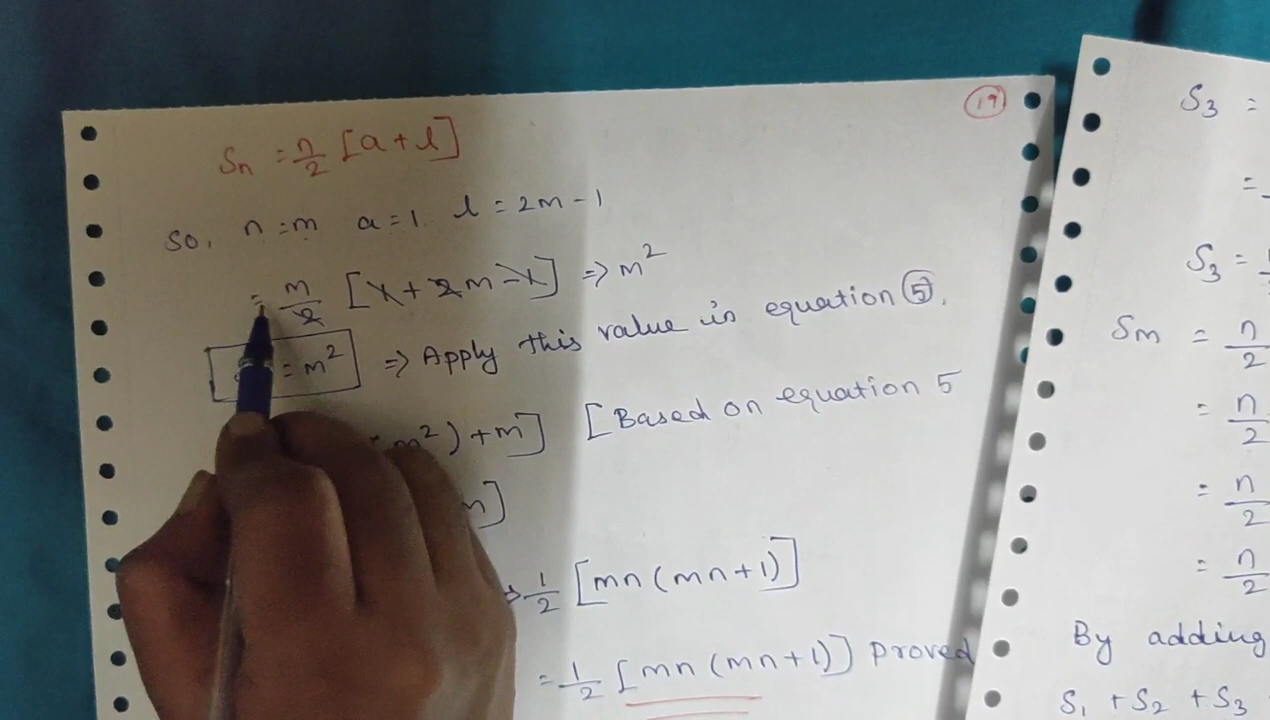 19
Sn = n/2 [a + l]
So, n = m a = 1. l = 2m - 1
= m/2 [1 + 2m - 1] => m²
= m² => Apply this value in equation ⑤.
m²) + m] [Based on equation 5
]
1/2 [mn (mn + 1)]
= 1/2 [mn (mn + 1)] proved
S3 =
=
S3 =
Sm = n/2
= n/2
= n/2
= n/2
By adding
S1 + S2 + S3